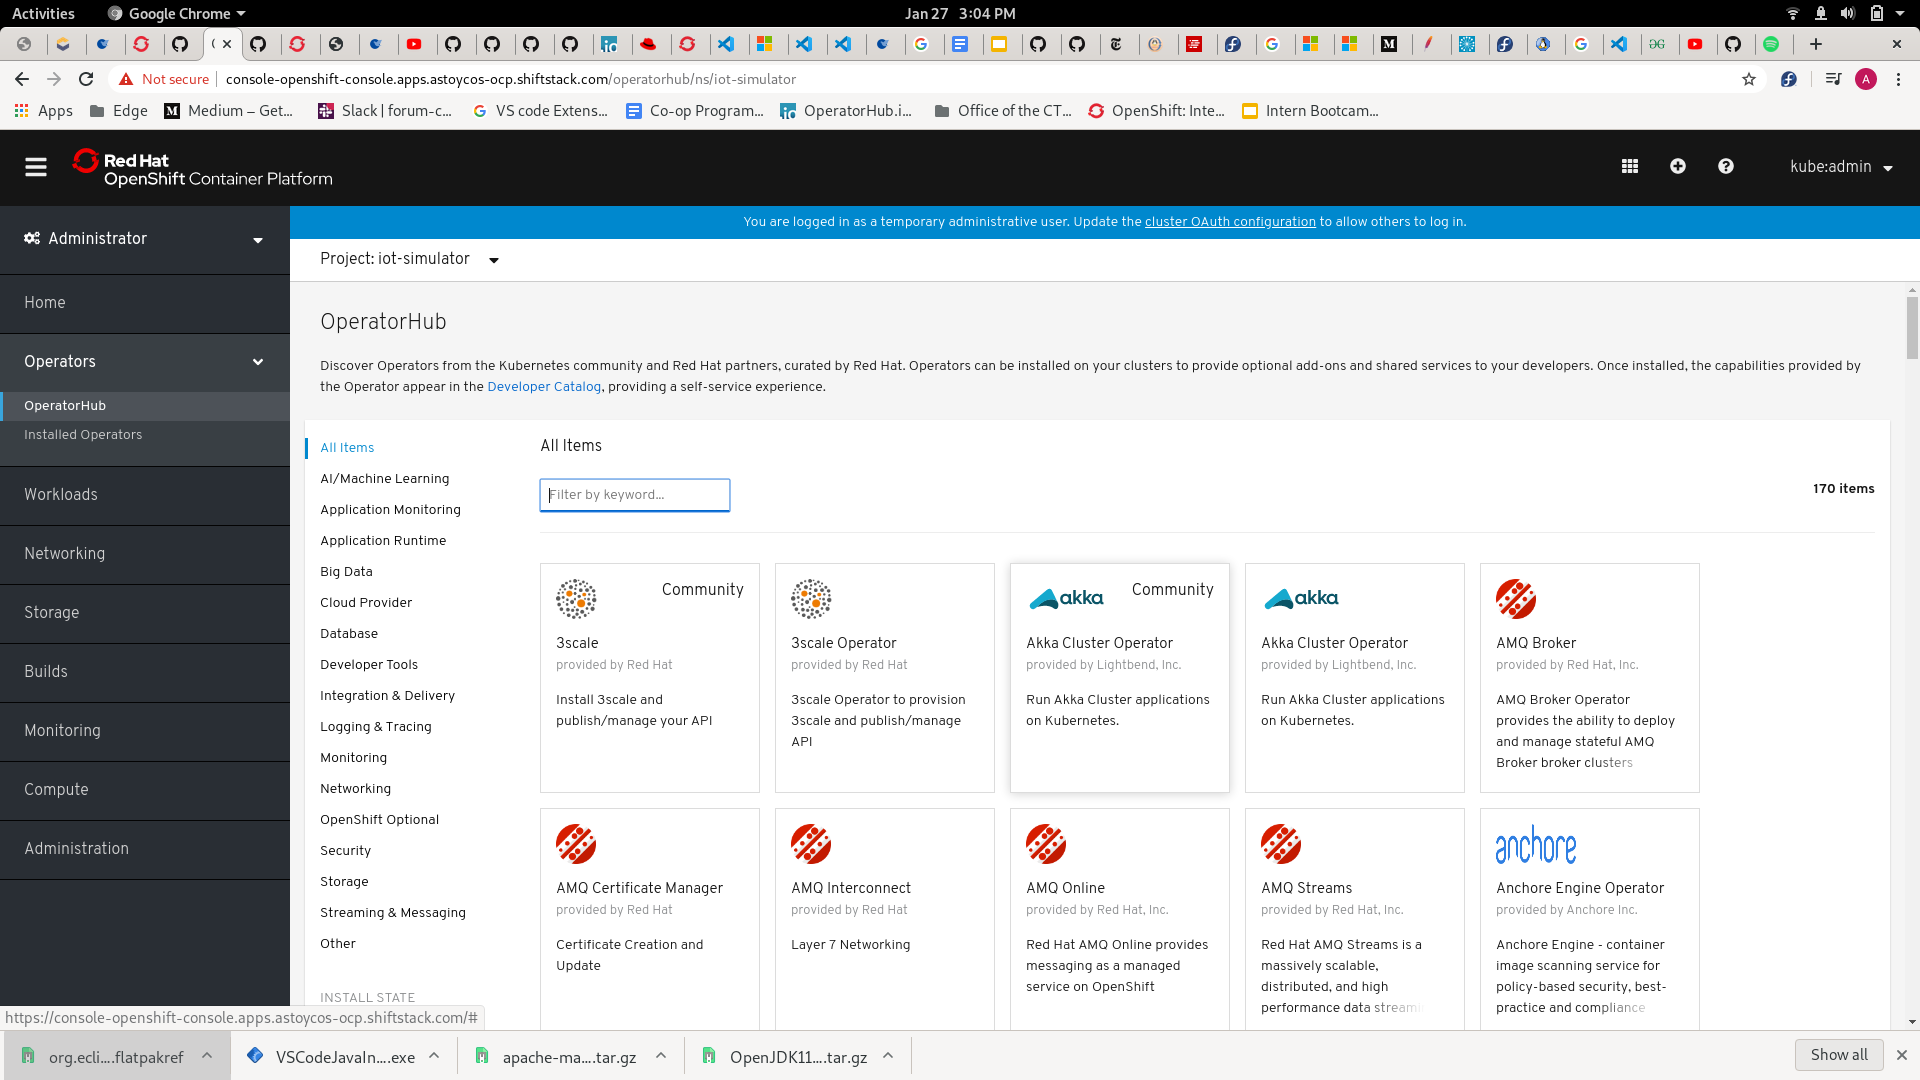 Activities
Google Chrome
Jan 27 3:04 PM
Not secure
console-openshift-console.apps.astoycos-ocp.shiftstack.com/operatorhub/ns/iot-simulator
A
Apps
Edge
Medium – Get...
Slack | forum-c...
VS code Extens...
Co-op Program...
OperatorHub.i...
Office of the CT...
OpenShift: Inte...
Intern Bootcam...
Red Hat
OpenShift Container Platform
kube:admin
Administrator
Home
Operators
OperatorHub
Installed Operators
Workloads
Networking
Storage
Builds
Monitoring
Compute
Administration
You are logged in as a temporary administrative user. Update the cluster OAuth configuration to allow others to log in.
Project: iot-simulator
OperatorHub
Discover Operators from the Kubernetes community and Red Hat partners, curated by Red Hat. Operators can be installed on your clusters to provide optional add-ons and shared services to your developers. Once installed, the capabilities provided by
the Operator appear in the Developer Catalog, providing a self-service experience.
All Items
AI/Machine Learning
Application Monitoring
Application Runtime
Big Data
Cloud Provider
Database
Developer Tools
Integration & Delivery
Logging & Tracing
Monitoring
Networking
OpenShift Optional
Security
Storage
Streaming & Messaging
Other
INSTALL STATE
All Items
Filter by keyword...
170 items
Community
3scale
provided by Red Hat
Install 3scale and
publish/manage your API
3scale Operator
provided by Red Hat
3scale Operator to provision
3scale and publish/manage
API
akka
Community
Akka Cluster Operator
provided by Lightbend, Inc.
Run Akka Cluster applications
on Kubernetes.
akka
Akka Cluster Operator
provided by Lightbend, Inc.
Run Akka Cluster applications
on Kubernetes.
AMQ Broker
provided by Red Hat, Inc.
AMQ Broker Operator
provides the ability to deploy
and manage stateful AMQ
Broker broker clusters
AMQ Certificate Manager
provided by Red Hat
Certificate Creation and
Update
AMQ Interconnect
provided by Red Hat
Layer 7 Networking
AMQ Online
provided by Red Hat, Inc.
Red Hat AMQ Online provides
messaging as a managed
service on OpenShift
AMQ Streams
provided by Red Hat, Inc.
Red Hat AMQ Streams is a
massively scalable,
distributed, and high
performance data streami
anchore
Anchore Engine Operator
provided by Anchore Inc.
Anchore Engine - container
image scanning service for
policy-based security, best-
practice and compliance
https://console-openshift-console.apps.astoycos-ocp.shiftstack.com/#
org.ecli....flatpakref
VSCodeJavaIn....exe
apache-ma....tar.gz
OpenJDK11....tar.gz
Show all